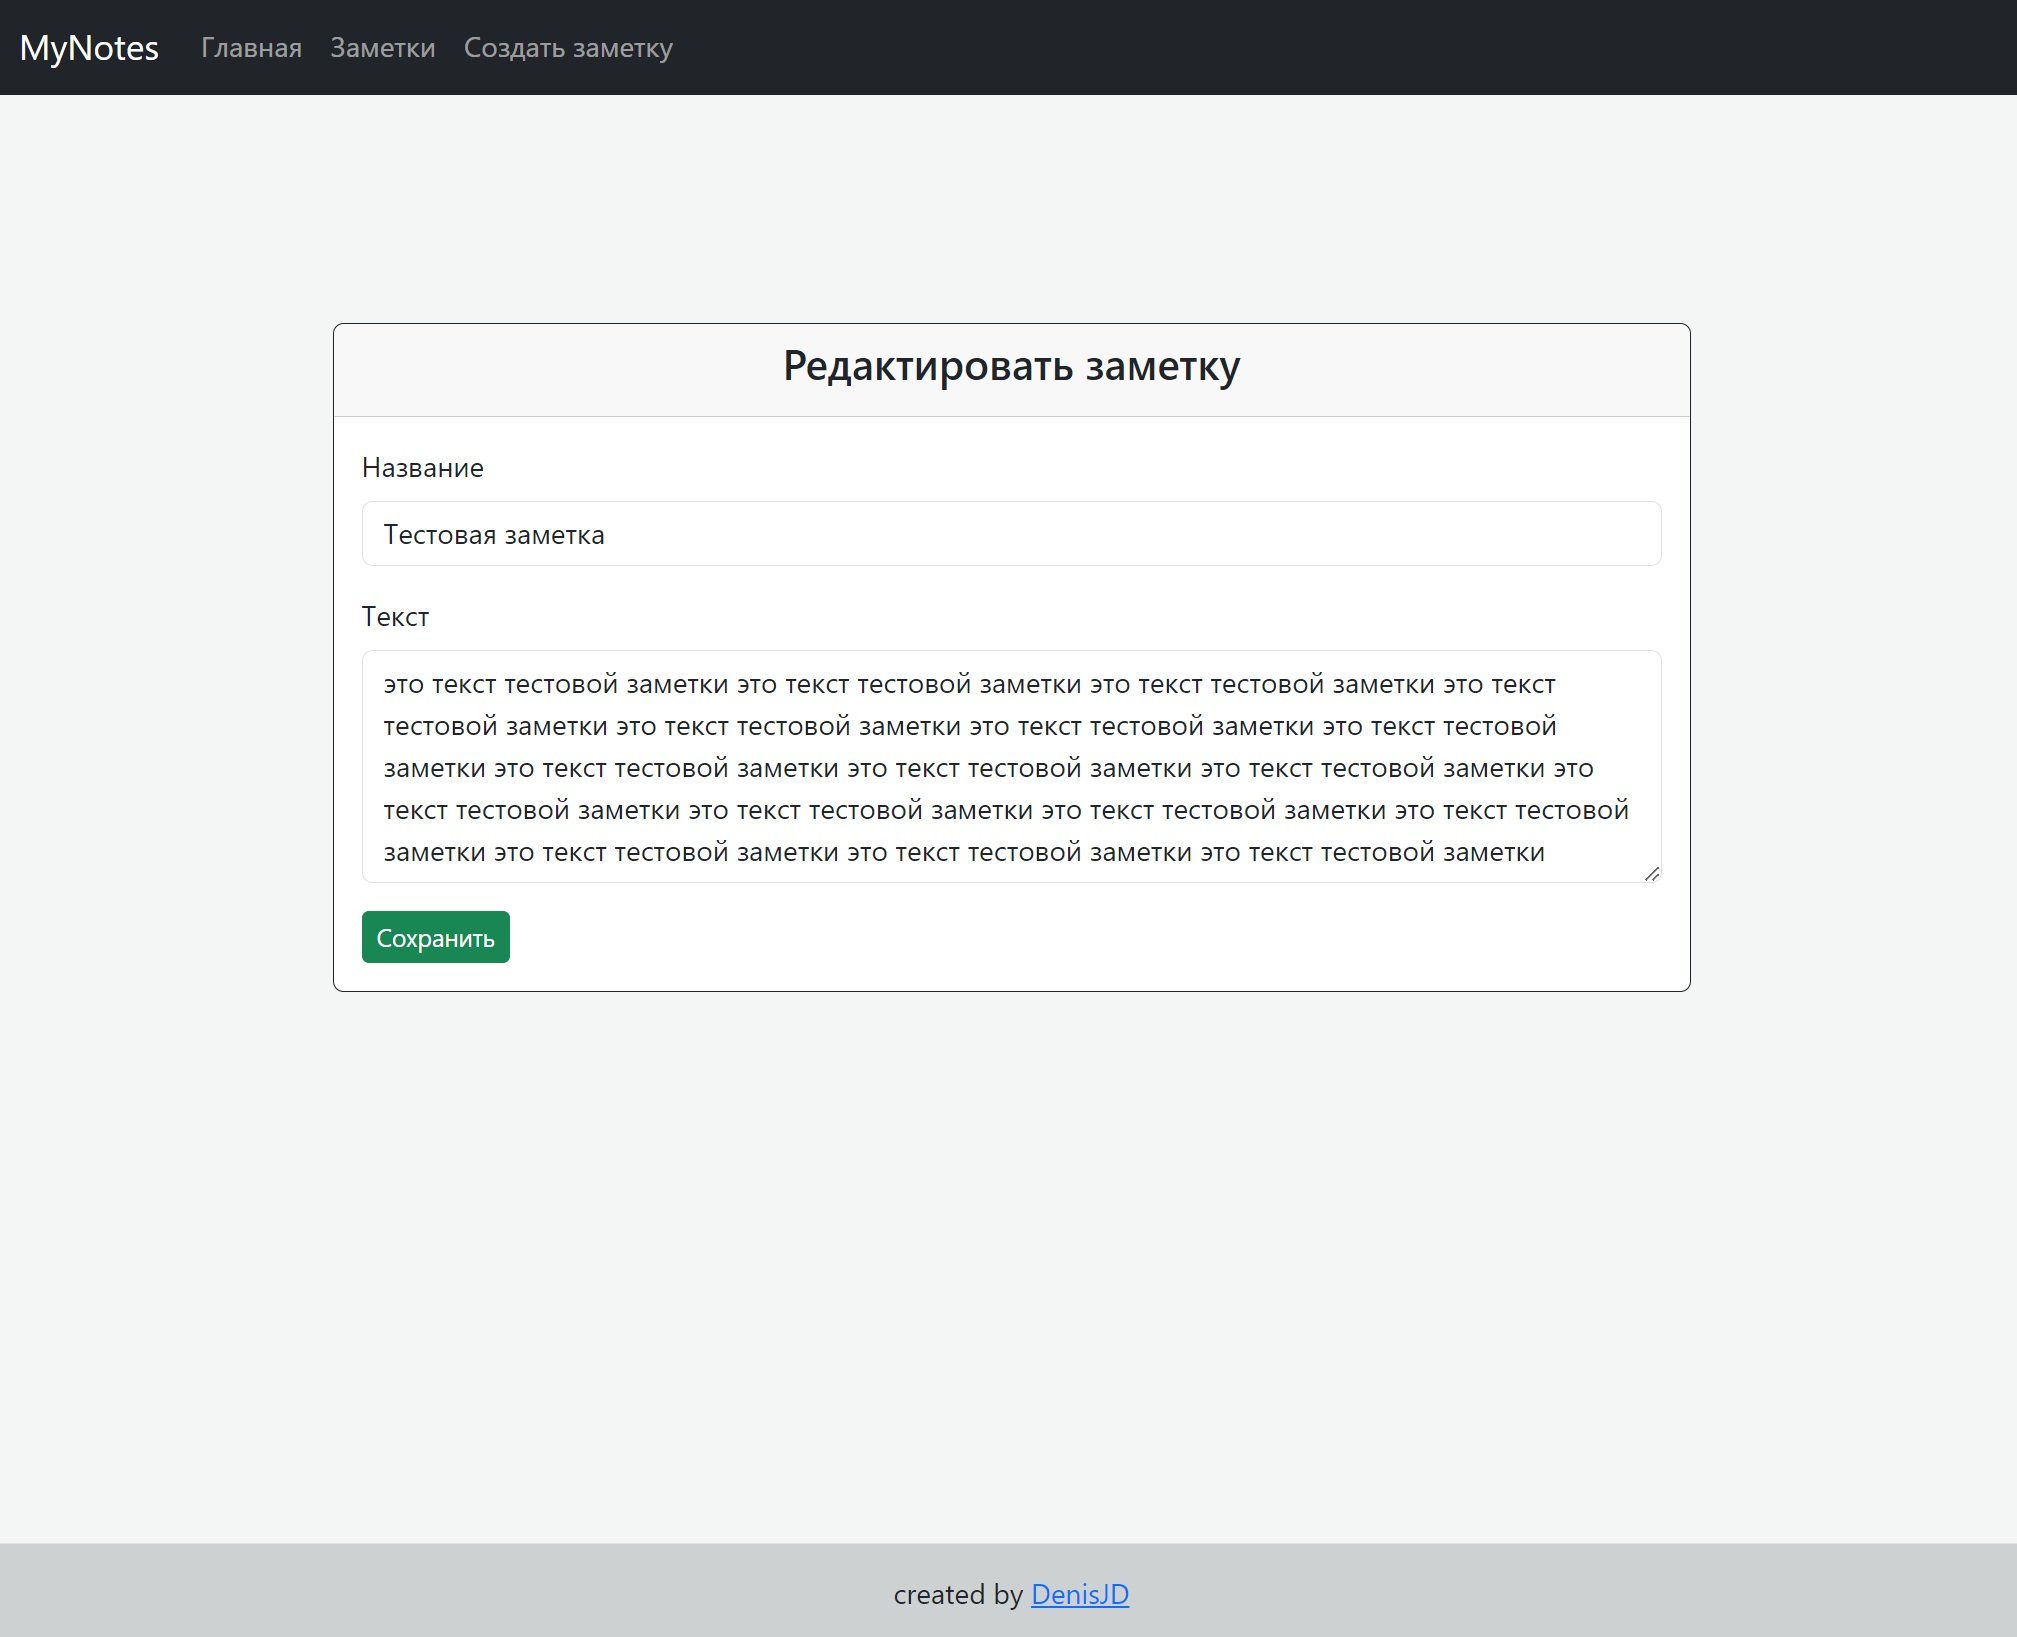 MyNotes Главная Заметки Создать заметку
Редактировать заметку
Название
Тестовая заметка
Текст
это текст тестовой заметки это текст тестовой заметки это текст тестовой заметки это текст
тестовой заметки это текст тестовой заметки это текст тестовой заметки это текст тестовой
заметки это текст тестовой заметки это текст тестовой заметки это текст тестовой заметки это
текст тестовой заметки это текст тестовой заметки это текст тестовой заметки это текст тестовой
заметки это текст тестовой заметки это текст тестовой заметки это текст тестовой заметки
Сохранить
created by DenisJD